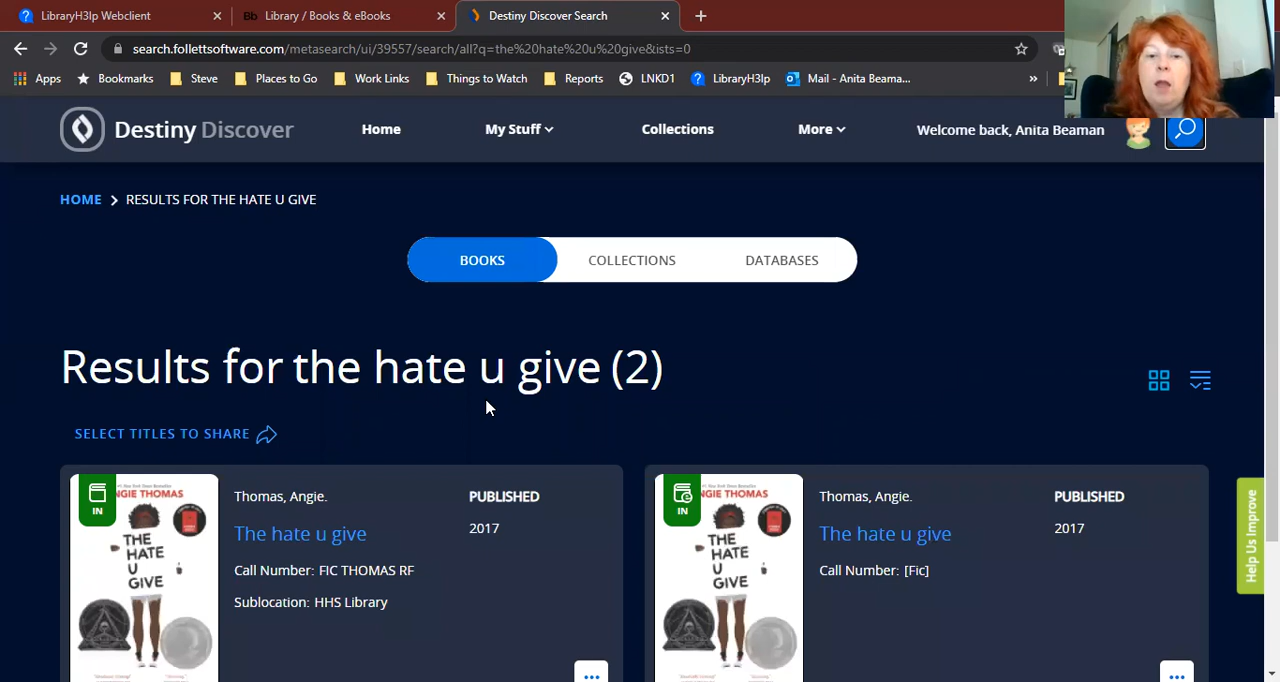 LibraryH3lp Webclient
Bb Library / Books & eBooks
Destiny Discover Search
search.follettsoftware.com/metasearch/ui/39557/search/all?q=the%20hate%20u%20give&ists=0
Apps Bookmarks Steve Places to Go Work Links Things to Watch Reports LNKD1 LibraryH3lp Mail - Anita Beama...
Destiny Discover
Home My Stuff Collections More Welcome back, Anita Beaman
HOME > RESULTS FOR THE HATE U GIVE
BOOKS COLLECTIONS DATABASES
Results for the hate u give (2)
SELECT TITLES TO SHARE
IN
ANGIE THOMAS
THE
HATE
U
GIVE
Thomas, Angie.
The hate u give
Call Number: FIC THOMAS RF
Sublocation: HHS Library
PUBLISHED
2017
IN
NGIE THOMAS
THE
HATE
U
GIVE
Thomas, Angie.
The hate u give
Call Number: [Fic]
PUBLISHED
2017
Help Us Improve